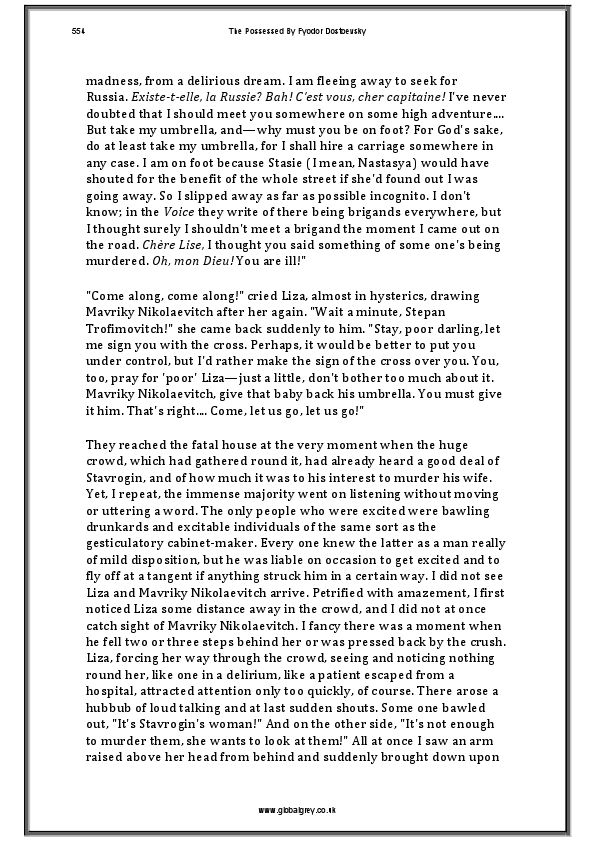 554 The Possessed By Fyodor Dostoevsky
madness, from a delirious dream. I am fleeing away to seek for
Russia. Existe-t-elle, la Russie? Bah! C'est vous, cher capitaine! I've never
doubted that I should meet you somewhere on some high adventure....
But take my umbrella, and—why must you be on foot? For God's sake,
do at least take my umbrella, for I shall hire a carriage somewhere in
any case. I am on foot because Stasie (I mean, Nastasya) would have
shouted for the benefit of the whole street if she'd found out I was
going away. So I slipped away as far as possible incognito. I don't
know; in the Voice they write of there being brigands everywhere, but
I thought surely I shouldn't meet a brigand the moment I came out on
the road. Chère Lise, I thought you said something of some one's being
murdered. Oh, mon Dieu! You are ill!"
"Come along, come along!" cried Liza, almost in hysterics, drawing
Mavriky Nikolaevitch after her again. "Wait a minute, Stepan
Trofimovitch!" she came back suddenly to him. "Stay, poor darling, let
me sign you with the cross. Perhaps, it would be better to put you
under control, but I'd rather make the sign of the cross over you. You,
too, pray for 'poor' Liza—just a little, don't bother too much about it.
Mavriky Nikolaevitch, give that baby back his umbrella. You must give
it him. That's right.... Come, let us go, let us go!"
They reached the fatal house at the very moment when the huge
crowd, which had gathered round it, had already heard a good deal of
Stavrogin, and of how much it was to his interest to murder his wife.
Yet, I repeat, the immense majority went on listening without moving
or uttering a word. The only people who were excited were bawling
drunkards and excitable individuals of the same sort as the
gesticulatory cabinet-maker. Every one knew the latter as a man really
of mild disposition, but he was liable on occasion to get excited and to
fly off at a tangent if anything struck him in a certain way. I did not see
Liza and Mavriky Nikolaevitch arrive. Petrified with amazement, I first
noticed Liza some distance away in the crowd, and I did not at once
catch sight of Mavriky Nikolaevitch. I fancy there was a moment when
he fell two or three steps behind her or was pressed back by the crush.
Liza, forcing her way through the crowd, seeing and noticing nothing
round her, like one in a delirium, like a patient escaped from a
hospital, attracted attention only too quickly, of course. There arose a
hubbub of loud talking and at last sudden shouts. Some one bawled
out, "It's Stavrogin's woman!" And on the other side, "It's not enough
to murder them, she wants to look at them!" All at once I saw an arm
raised above her head from behind and suddenly brought down upon
www.globalgrey.co.uk